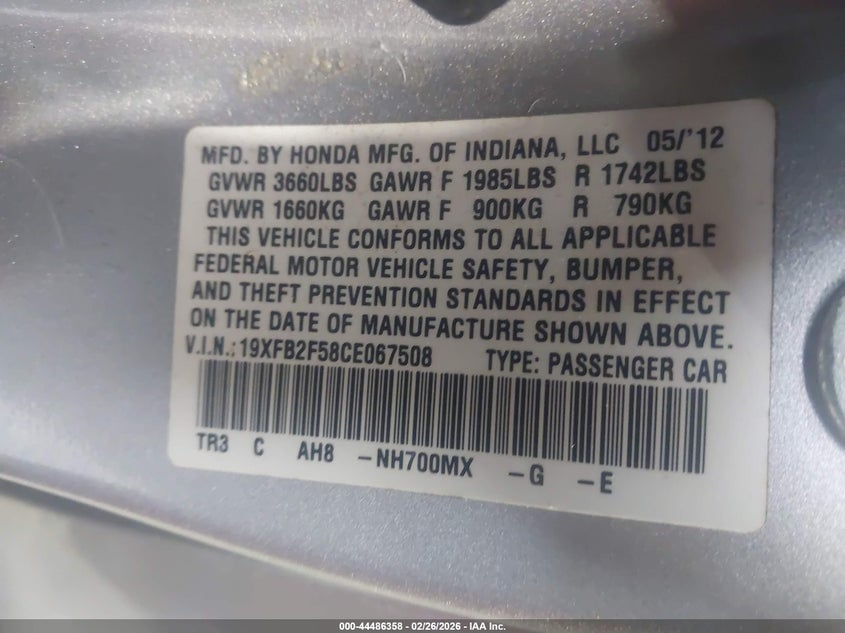 MFD. BY HONDA MFG. OF INDIANA, LLC 05/'12
GVWR 3660LBS GAWR F 1985LBS R 1742LBS
GVWR 1660KG GAWR F 900KG R 790KG
THIS VEHICLE CONFORMS TO ALL APPLICABLE
FEDERAL MOTOR VEHICLE SAFETY, BUMPER,
AND THEFT PREVENTION STANDARDS IN EFFECT
ON THE DATE OF MANUFACTURE SHOWN ABOVE.
V.I.N.:19XFB2F58CE067508 TYPE: PASSENGER CAR
TR3 C AH8 -NH700MX -G -E
000-44486358 - 02/26/2026 - IAA Inc.